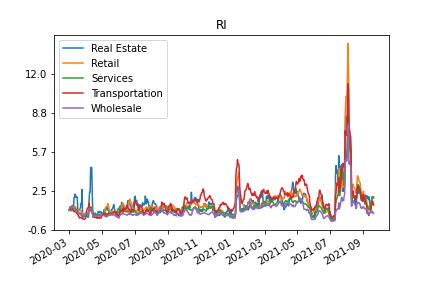 RI
Real Estate
Retail
Services
Transportation
Wholesale
12.0
8.8
5.7
2.5
-0.6
2020-03
2020-05
2020-07
2020-09
2020-11
2021-01
2021-03
2021-05
2021-07
2021-09